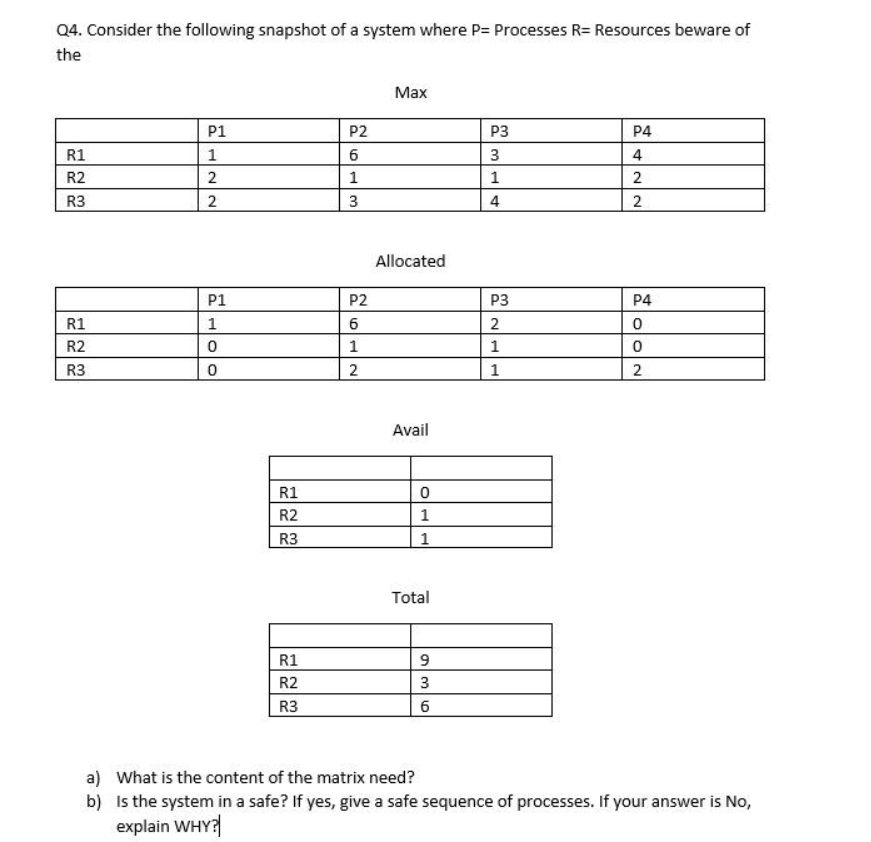 Q4. Consider the following snapshot of a system where P= Processes R= Resources beware of
the
Max
P1 P2 P3 P4
R1 1 6 3 4
R2 2 1 1 2
R3 2 3 4 2
Allocated
P1 P2 P3 P4
R1 1 6 2 0
R2 0 1 1 0
R3 0 2 1 2
Avail
R1 0
R2 1
R3 1
Total
R1 9
R2 3
R3 6
a) What is the content of the matrix need?
b) Is the system in a safe? If yes, give a safe sequence of processes. If your answer is No,
explain WHY?